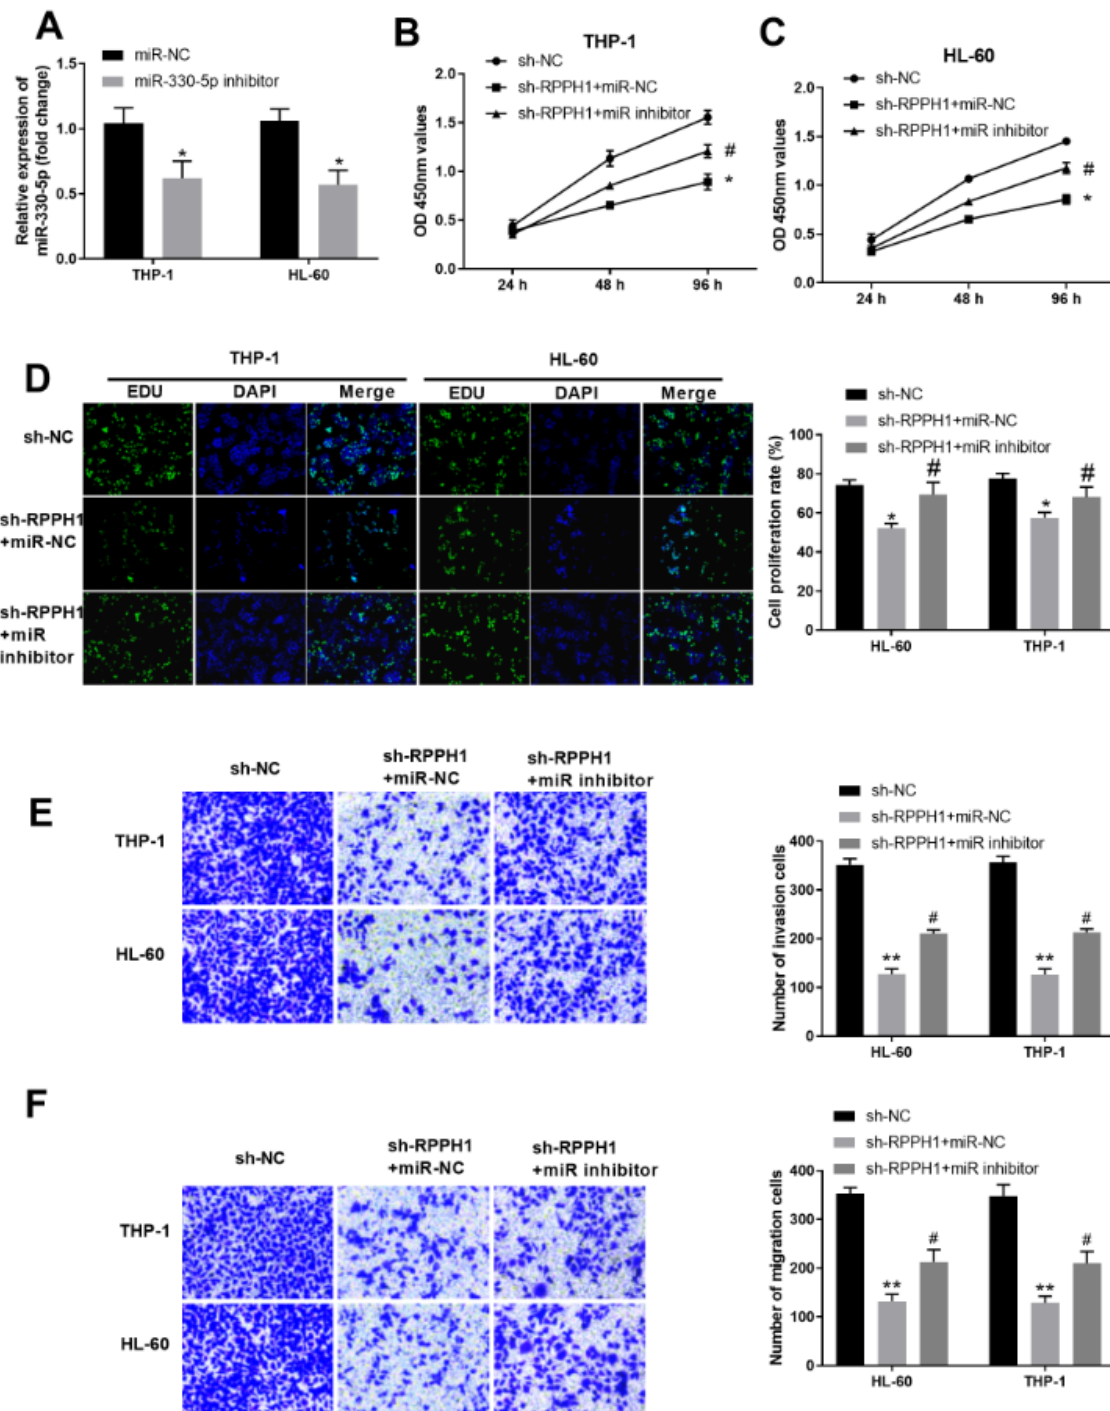 A
miR-NC
miR-330-5p inhibitor
Relative expression of
miR-330-5p (fold change)
1.5
1.0
0.5
0.0
*
*
THP-1
HL-60
B
THP-1
sh-NC
sh-RPPH1+miR-NC
sh-RPPH1+miR inhibitor
OD 450nm values
2.0
1.5
1.0
0.5
0.0
#
*
24 h
48 h
96 h
C
HL-60
sh-NC
sh-RPPH1+miR-NC
sh-RPPH1+miR inhibitor
OD 450nm values
2.0
1.5
1.0
0.5
0.0
#
*
24 h
48 h
96 h
D
THP-1
HL-60
EDU
DAPI
Merge
EDU
DAPI
Merge
sh-NC
sh-RPPH1
+miR-NC
sh-RPPH1
+miR
inhibitor
sh-NC
sh-RPPH1+miR-NC
sh-RPPH1+miR inhibitor
Cell proliferation rate (%)
100
80
60
40
20
0
*
#
*
#
HL-60
THP-1
E
sh-NC
sh-RPPH1
+miR-NC
sh-RPPH1
+miR inhibitor
THP-1
HL-60
sh-NC
sh-RPPH1+miR-NC
sh-RPPH1+miR inhibitor
Number of invasion cells
400
300
200
100
0
**
#
**
#
HL-60
THP-1
F
sh-NC
sh-RPPH1
+miR-NC
sh-RPPH1
+miR inhibitor
THP-1
HL-60
sh-NC
sh-RPPH1+miR-NC
sh-RPPH1+miR inhibitor
Number of migration cells
400
300
200
100
0
**
#
**
#
HL-60
THP-1